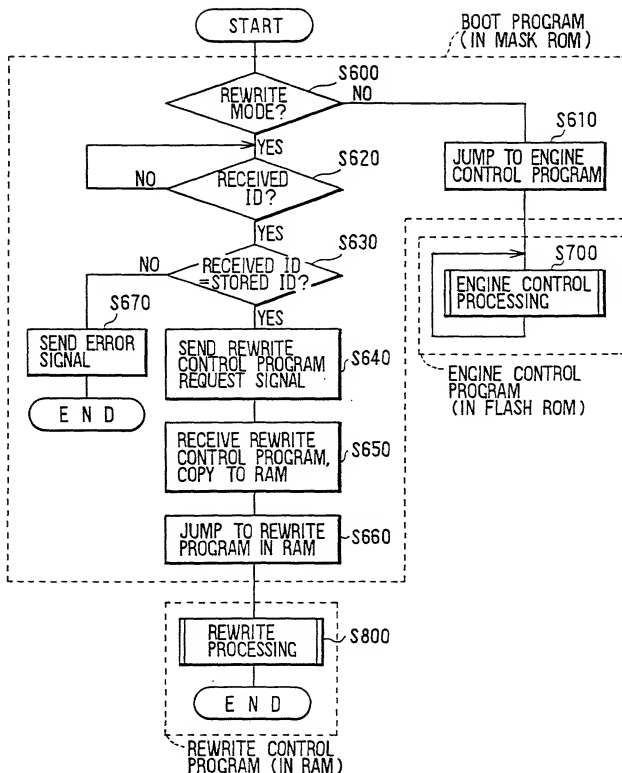 START
BOOT PROGRAM
(IN MASK ROM)
S600
REWRITE
MODE?
NO
YES
S610
JUMP TO ENGINE
CONTROL PROGRAM
S620
RECEIVED
ID?
NO
YES
S630
RECEIVED ID
=STORED ID?
NO
YES
S670
SEND ERROR
SIGNAL
END
S640
SEND REWRITE
CONTROL PROGRAM
REQUEST SIGNAL
S700
ENGINE CONTROL
PROCESSING
ENGINE CONTROL
PROGRAM
(IN FLASH ROM)
S650
RECEIVE REWRITE
CONTROL PROGRAM,
COPY TO RAM
S660
JUMP TO REWRITE
PROGRAM IN RAM
S800
REWRITE
PROCESSING
END
REWRITE CONTROL
PROGRAM (IN RAM)